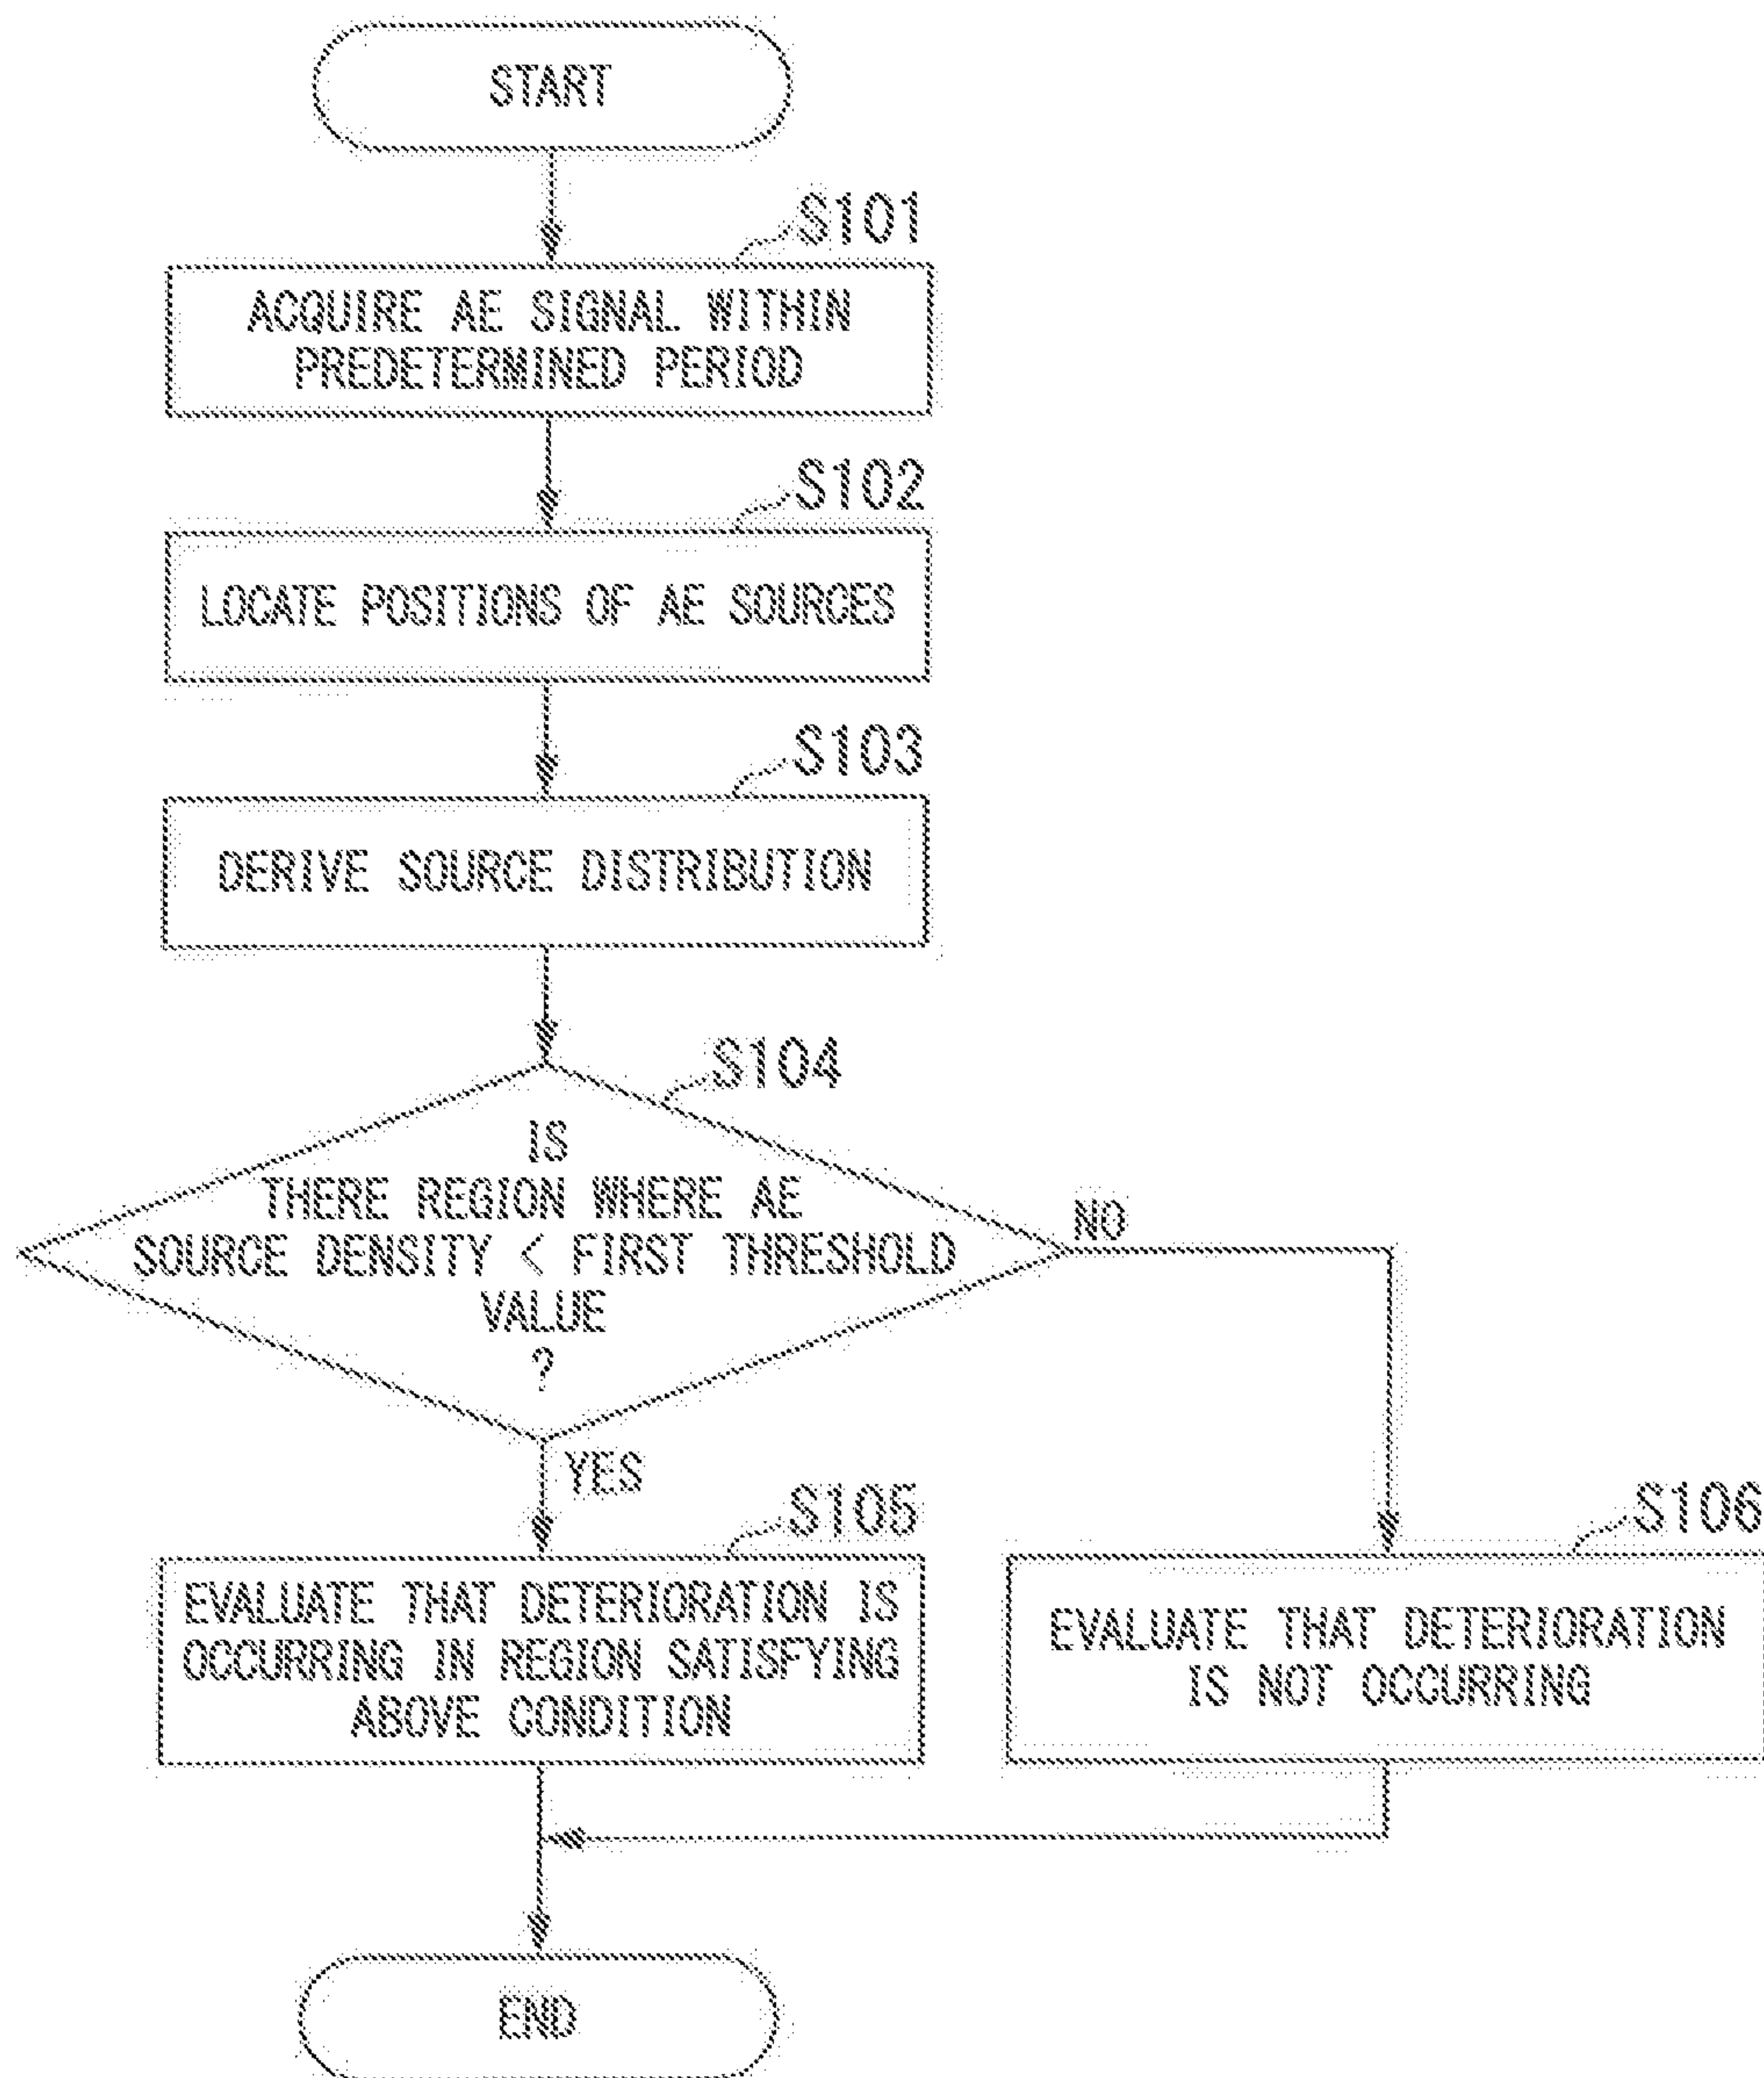 START
S101
ACQUIRE AE SIGNAL WITHIN
PREDETERMINED PERIOD
S102
LOCATE POSITIONS OF AE SOURCES
S103
DERIVE SOURCE DISTRIBUTION
S104
IS
THERE REGION WHERE AE
SOURCE DENSITY < FIRST THRESHOLD
VALUE
?
NO
YES
S105
EVALUATE THAT DETERIORATION IS
OCCURRING IN REGION SATISFYING
ABOVE CONDITION
S106
EVALUATE THAT DETERIORATION
IS NOT OCCURRING
END